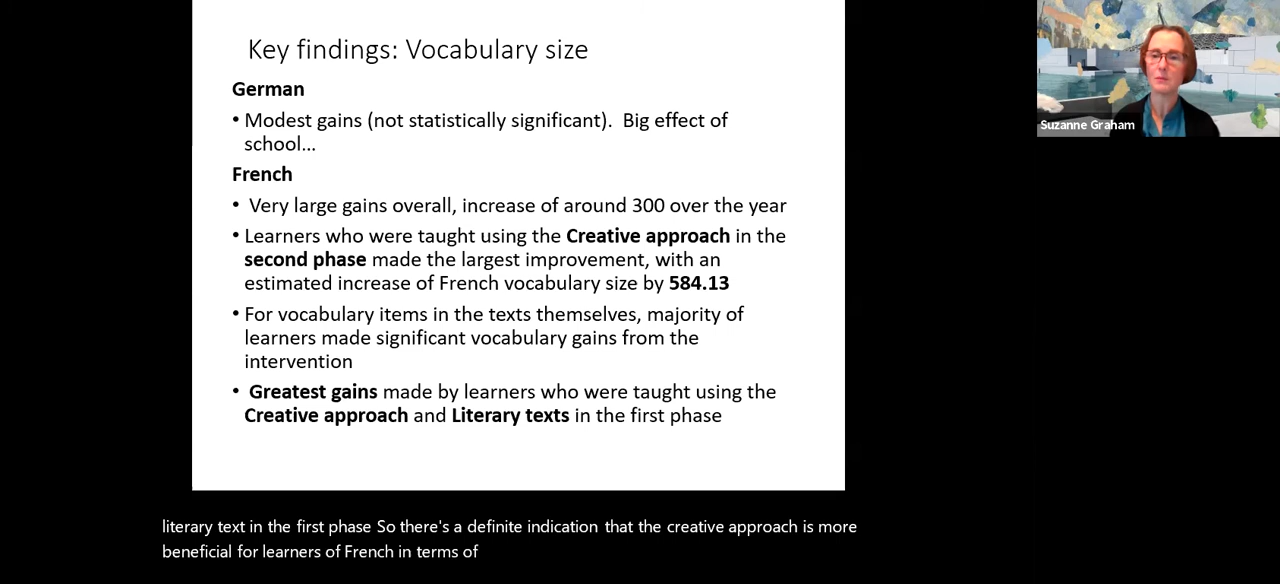 Key findings: Vocabulary size
German
• Modest gains (not statistically significant).  Big effect of
school...
French
•  Very large gains overall, increase of around 300 over the year
• Learners who were taught using the Creative approach in the
second phase made the largest improvement, with an
estimated increase of French vocabulary size by 584.13
• For vocabulary items in the texts themselves, majority of
learners made significant vocabulary gains from the
intervention
•  Greatest gains made by learners who were taught using the
Creative approach and Literary texts in the first phase
Suzanne Graham
literary text in the first phase So there's a definite indication that the creative approach is more
beneficial for learners of French in terms of